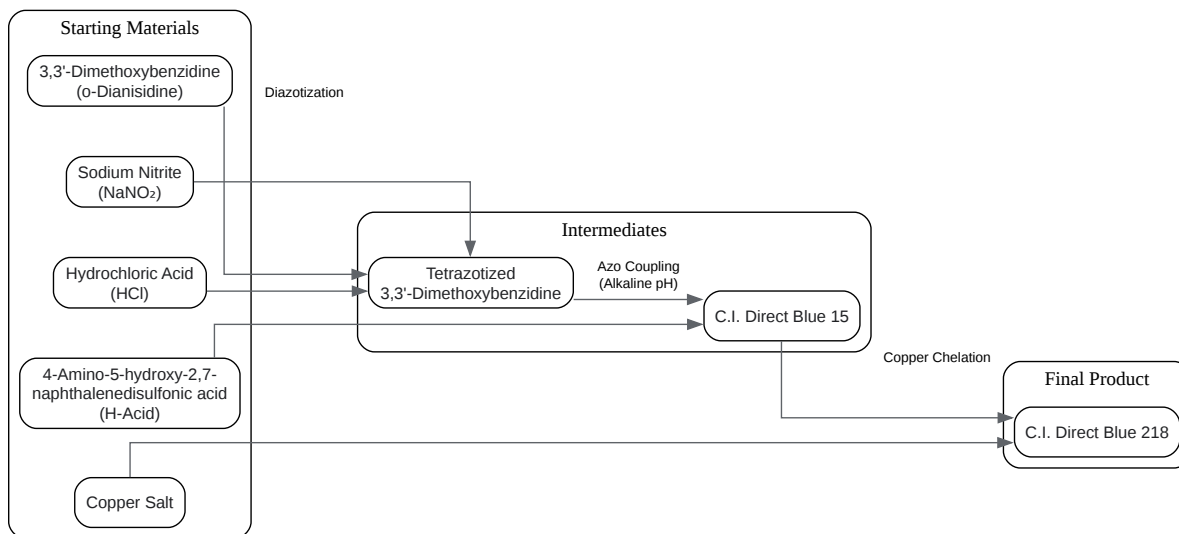 Starting Materials
3,3'-Dimethoxybenzidine
(o-Dianisidine)
Diazotization
Sodium Nitrite
(NaNO₂)
Intermediates
Hydrochloric Acid
(HCl)
Tetrazotized
3,3'-Dimethoxybenzidine
Azo Coupling
(Alkaline pH)
C.I. Direct Blue 15
4-Amino-5-hydroxy-2,7-
naphthalenedisulfonic acid
(H-Acid)
Copper Chelation
Final Product
C.I. Direct Blue 218
Copper Salt